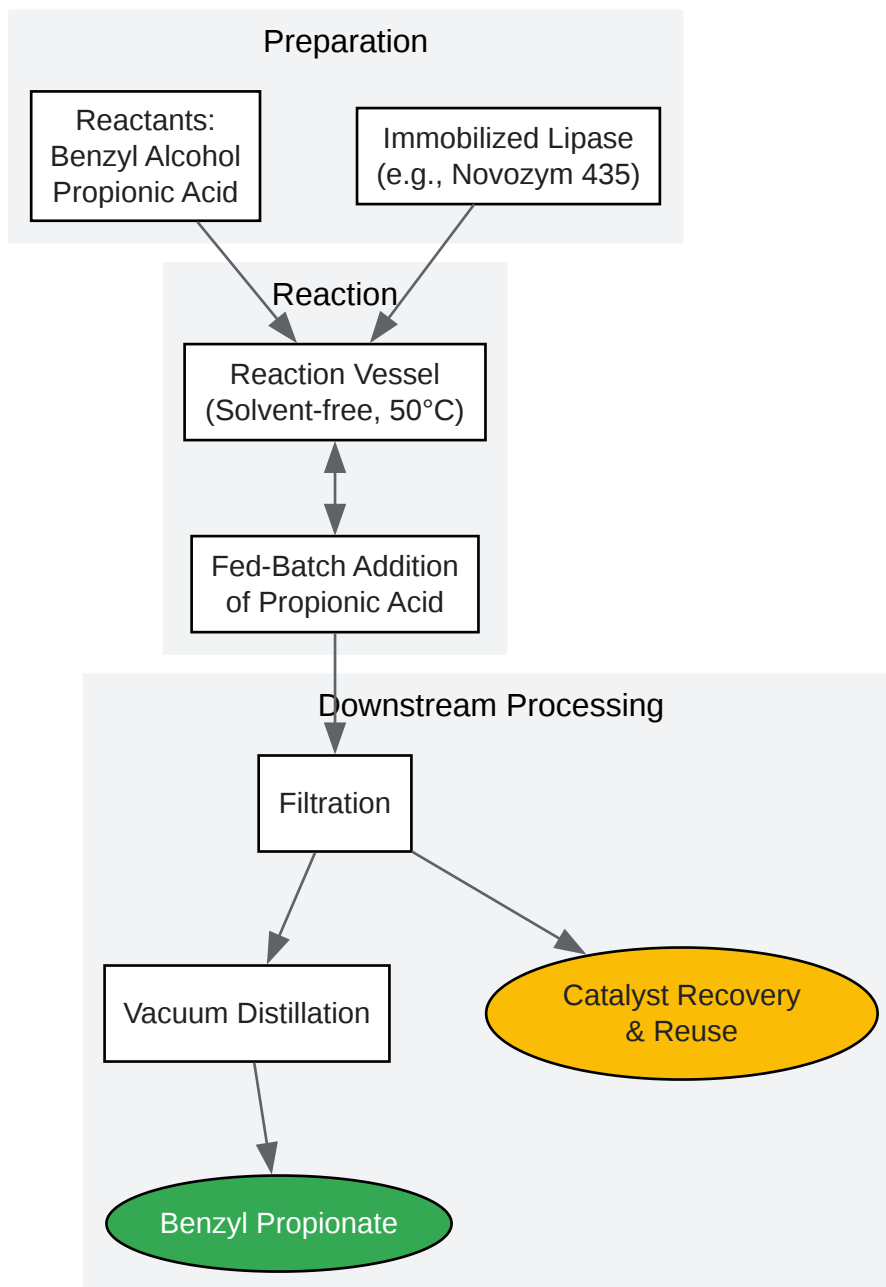 Preparation
Reactants:
Benzyl Alcohol
Propionic Acid
Immobilized Lipase
(e.g., Novozym 435)
Reaction
Reaction Vessel
(Solvent-free, 50°C)
Fed-Batch Addition
of Propionic Acid
Downstream Processing
Filtration
Vacuum Distillation
Catalyst Recovery
& Reuse
Benzyl Propionate